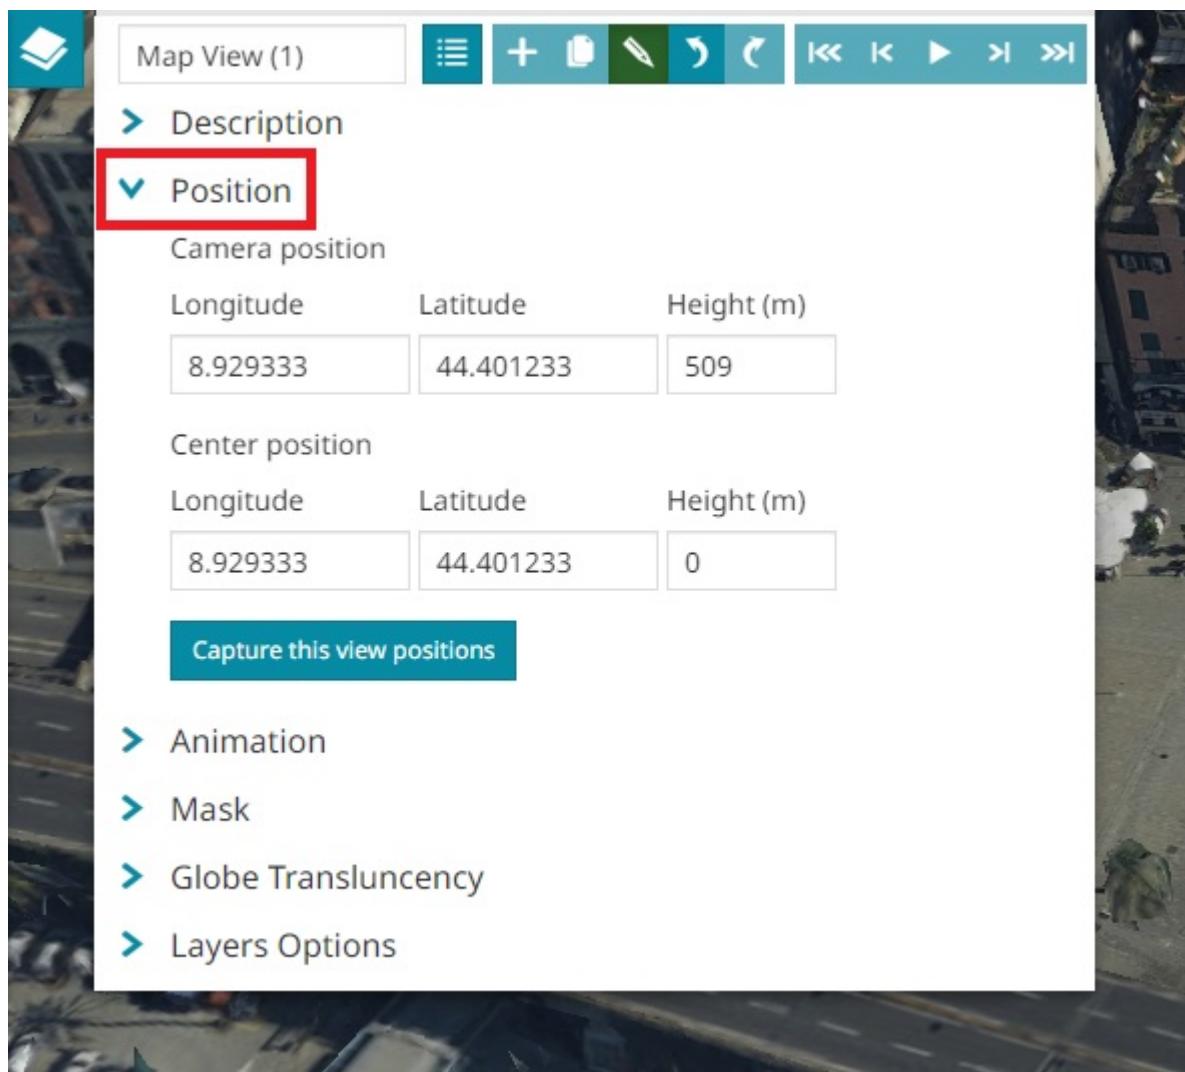 Map View (1)
Description
Position
Camera position
Longitude Latitude Height (m)
8.929333 44.401233 509
Center position
Longitude Latitude Height (m)
8.929333 44.401233 0
Capture this view positions
Animation
Mask
Globe Transluncency
Layers Options